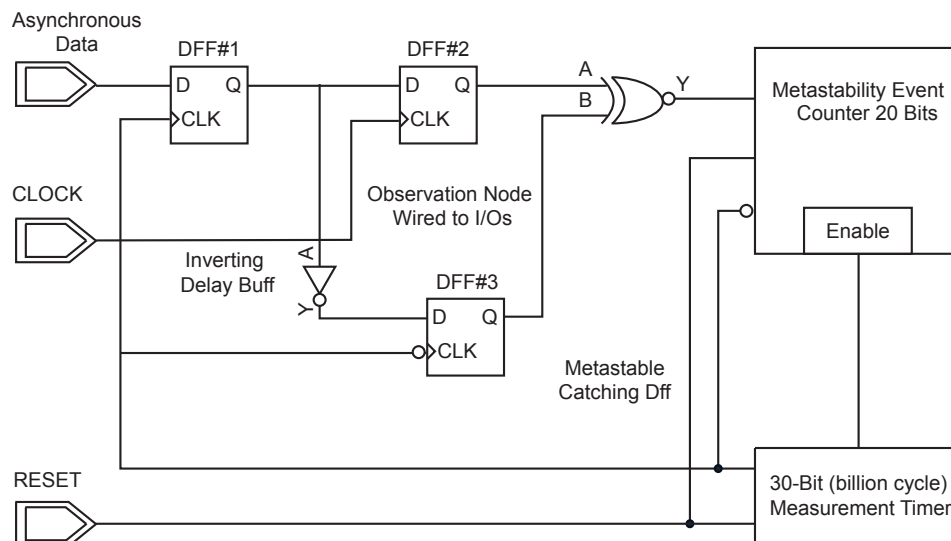 Asynchronous
Data
DFF#1
D
Q
CLK
DFF#2
D
Q
CLK
A
B
Y
Metastability Event
Counter 20 Bits
Enable
CLOCK
Observation Node
Wired to I/Os
Inverting
Delay Buff
A
Y
DFF#3
D
Q
CLK
Metastable
Catching Dff
RESET
30-Bit (billion cycle)
Measurement Timer